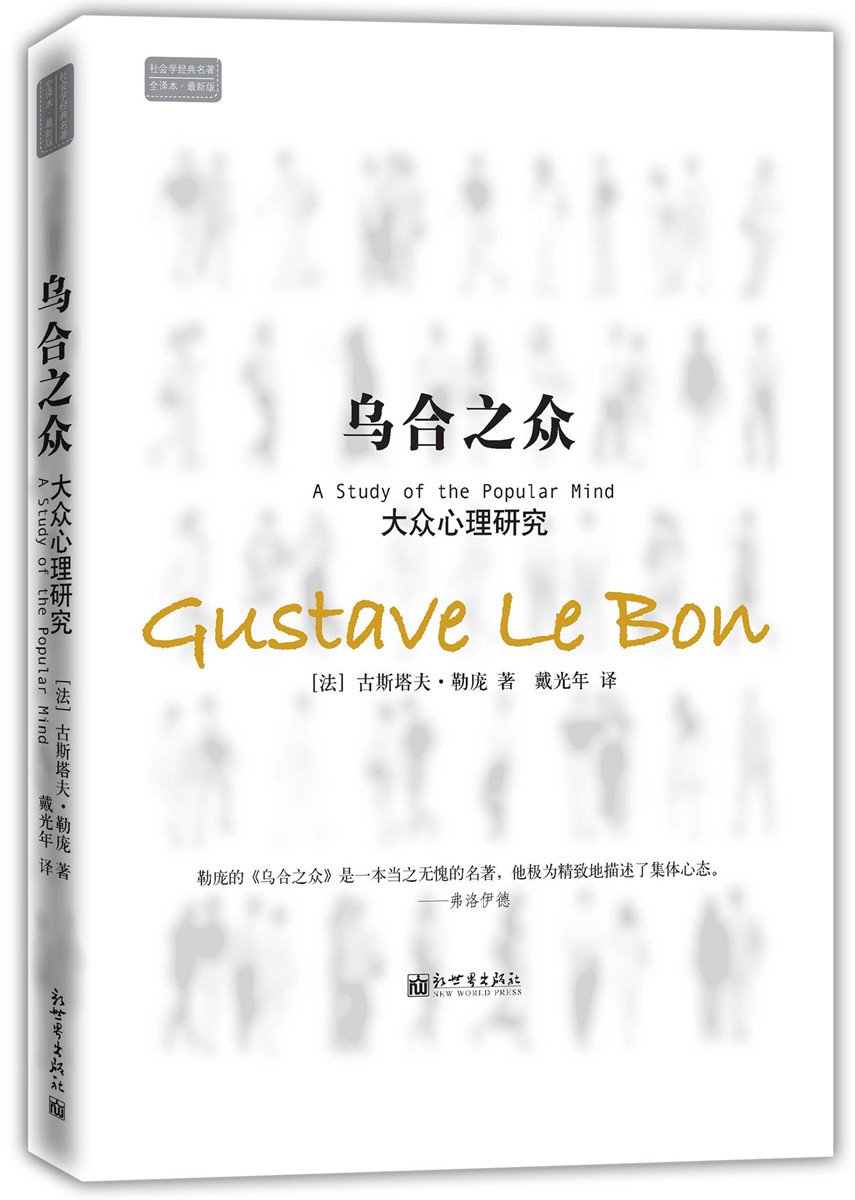 社会学经典名著
全译本·最新版
乌合之众
A Study of the Popular Mind
大众心理研究
Gustave Le Bon
[法] 古斯塔夫·勒庞 著 戴光年 译
勒庞的《乌合之众》是一本当之无愧的名著，他极为精致地描述了集体心态。
——弗洛伊德
新世界出版社
NEW WORLD PRESS
社会学经典名著
全译本·最新版
乌合之众
大众心理研究
A Study of the Popular Mind
[法] 古斯塔夫·勒庞 著
戴光年 译
新世界出版社